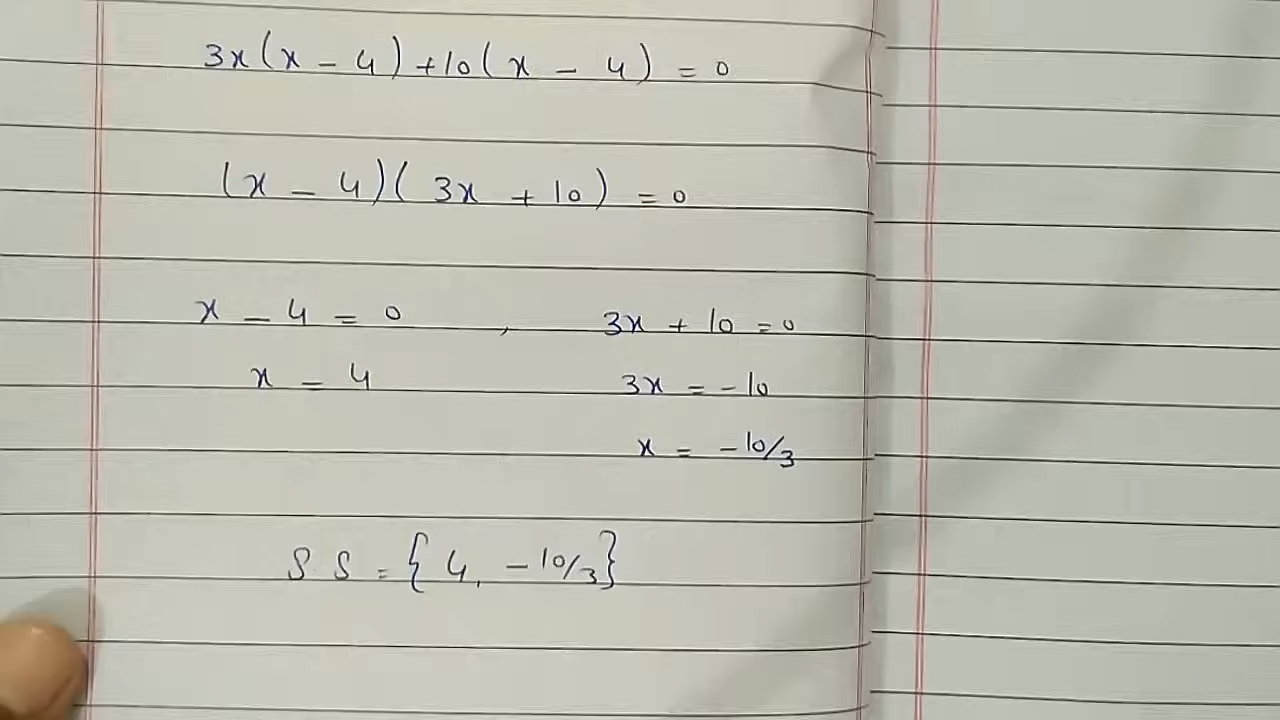 3x(x - 4) + 10(x - 4) = 0
(x - 4)(3x + 10) = 0
x - 4 = 0 , 3x + 10 = 0
x = 4 3x = -10
x = -10/3
S S = {4, -10/3}